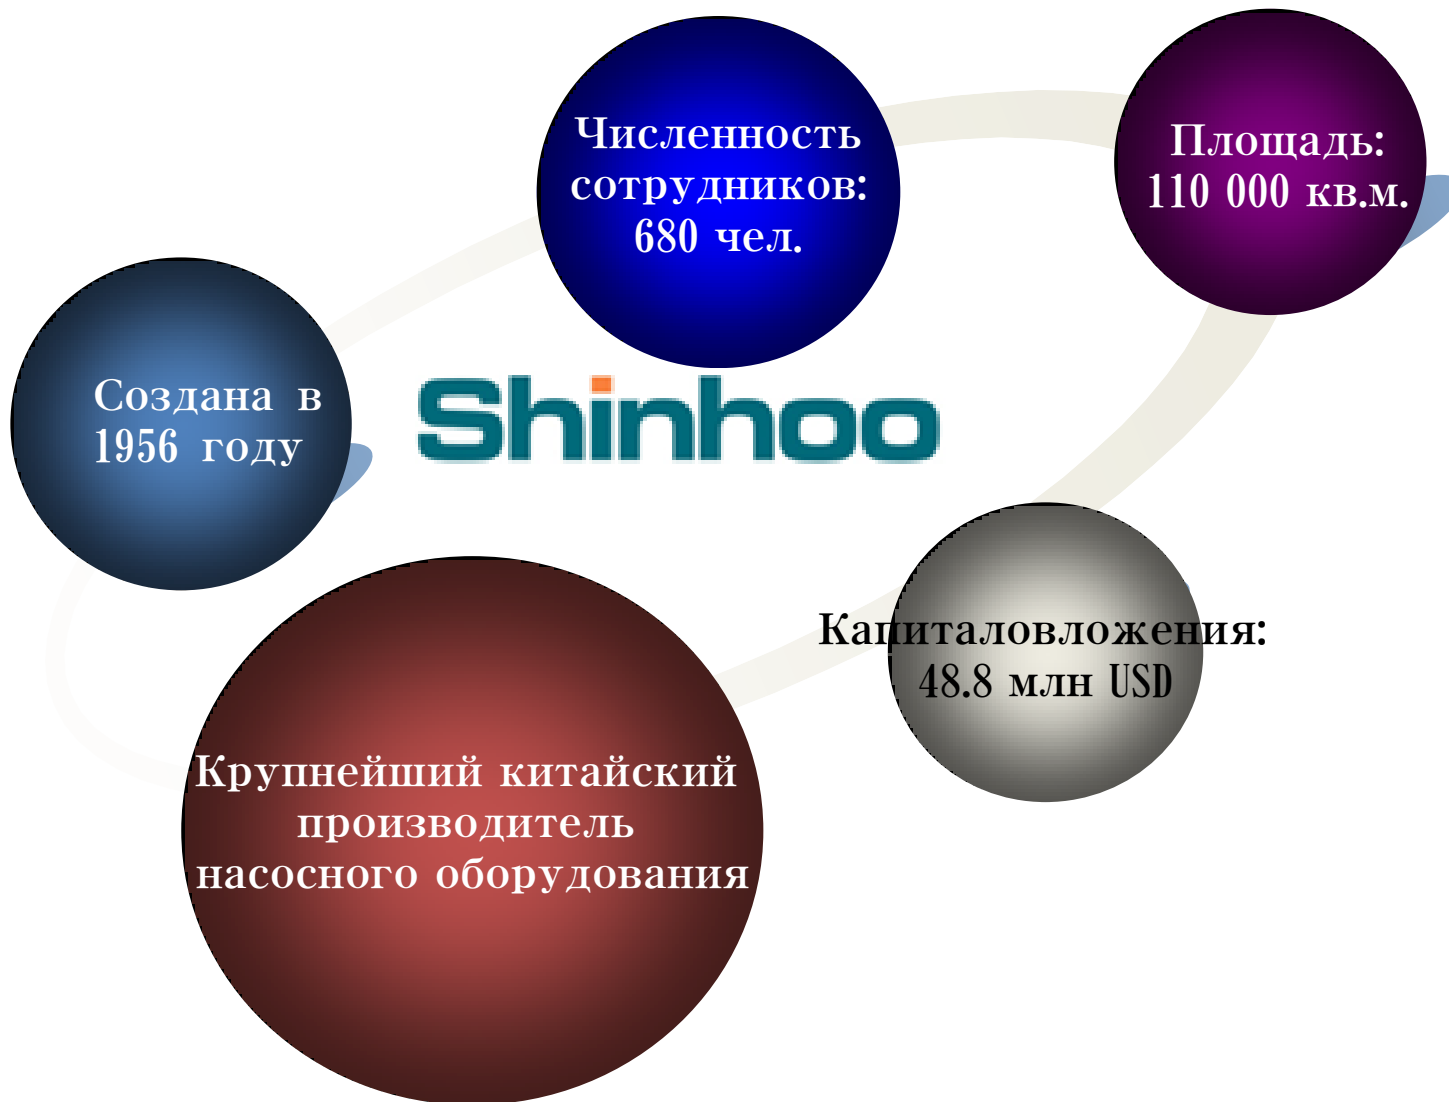 Численность
сотрудников:
680 чел.
Площадь:
110 000 кв.м.
Создана в
1956 году
Shinhoo
Капиталовложения:
48.8 млн USD
Крупнейший китайский
производитель
насосного оборудования